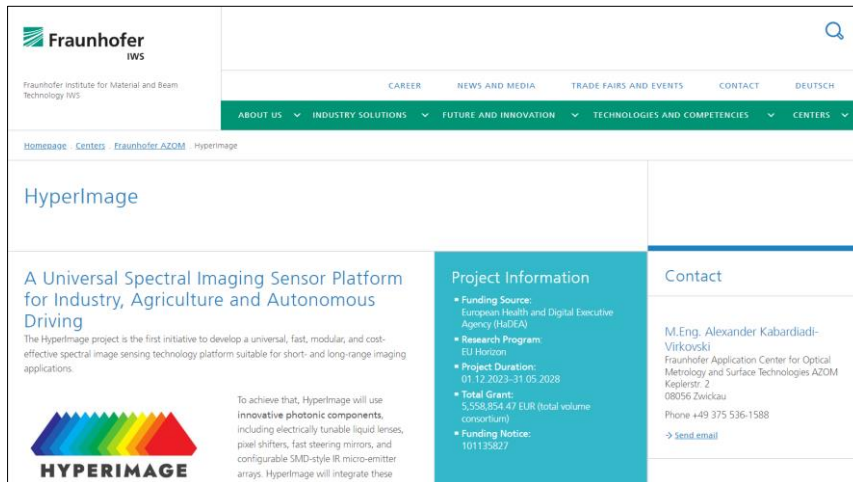 Fraunhofer
IWS
Fraunhofer Institute for Material and Beam
Technology IWS
CAREER NEWS AND MEDIA TRADE FAIRS AND EVENTS CONTACT DEUTSCH
ABOUT US INDUSTRY SOLUTIONS FUTURE AND INNOVATION TECHNOLOGIES AND COMPETENCIES CENTERS
Homepage . Centers . Fraunhofer AZOM . HyperImage
HyperImage
A Universal Spectral Imaging Sensor Platform
for Industry, Agriculture and Autonomous
Driving
The HyperImage project is the first initiative to develop a universal, fast, modular, and cost-
effective spectral image sensing technology platform suitable for short- and long-range imaging
applications.
HYPERIMAGE
To achieve that, HyperImage will use
innovative photonic components,
including electrically tunable liquid lenses,
pixel shifters, fast steering mirrors, and
configurable SMD-style IR micro-emitter
arrays. HyperImage will integrate these
Project Information
Funding Source:
European Health and Digital Executive
Agency (HaDEA)
Research Program:
EU Horizon
Project Duration:
01.12.2023–31.05.2028
Total Grant:
5,558,854.47 EUR (total volume
consortium)
Funding Notice:
101135827
Contact
M.Eng. Alexander Kabardiadi-
Virkovski
Fraunhofer Application Center for Optical
Metrology and Surface Technologies AZOM
Keplerstr. 2
08056 Zwickau
Phone +49 375 536-1588
→ Send email